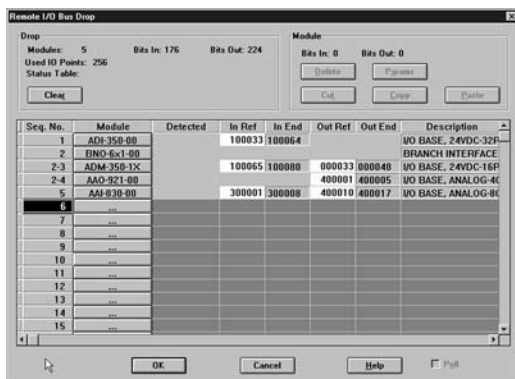 Remote I/O Bus Drop
Drop
Modules: 5 Bits In: 176 Bits Out: 224
Used IO Points: 256
Status Table:
Clear
Module
Bits In: 0 Bits Out: 0
Delete Params
Cut Copy Paste
Seq. No. Module Detected In Ref In End Out Ref Out End Description
1 ADI-350-00 100033 100064 I/O BASE, 24VDC-32P
2 BNO-6x1-00 BRANCH INTERFACE
2-3 ADM-350-1X 100065 100080 000033 000048 I/O BASE, 24VDC-16P
2-4 AAO-921-00 400001 400005 I/O BASE, ANALOG-4C
5 AAI-030-00 300001 300008 400010 400017 I/O BASE, ANALOG-8C
6 ...
7 ...
8 ...
9 ...
10 ...
11 ...
12 ...
13 ...
14 ...
15 ...
OK Cancel Help Poll